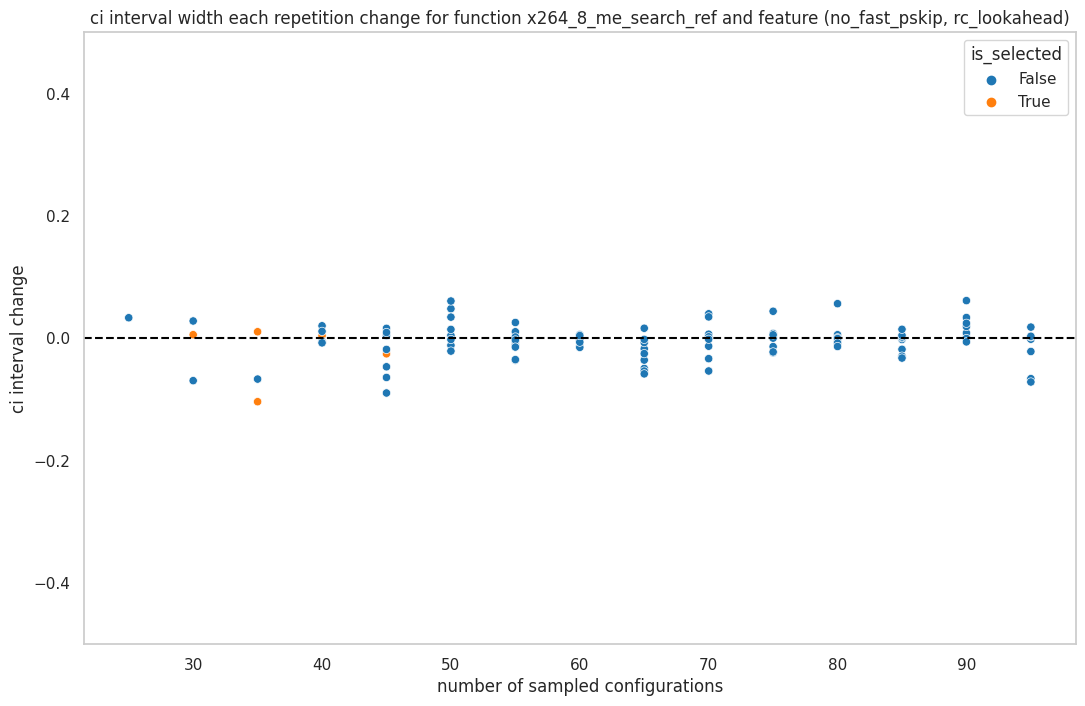 ci interval width each repetition change for function x264_8_me_search_ref and feature (no_fast_pskip, rc_lookahead)
is_selected
False
True
ci interval change
0.4
0.2
0.0
−0.2
−0.4
30 40 50 60 70 80 90
number of sampled configurations